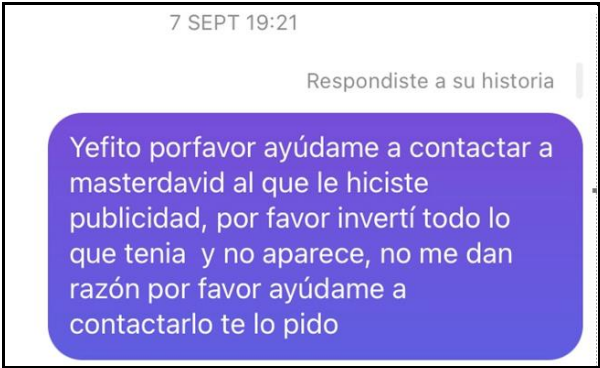 7 SEPT 19:21
Respondiste a su historia
Yefito porfavor ayúdame a contactar a
masterdavid al que le hiciste
publicidad, por favor invertí todo lo
que tenia y no aparece, no me dan
razón por favor ayúdame a
contactarlo te lo pido